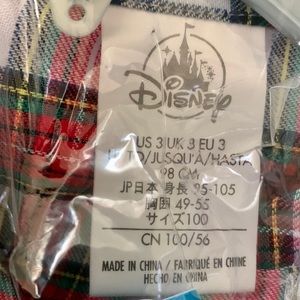 Disney
US 3 UK 3 EU 3
UP TO/JUSQU'À/HASTA
98 CM
JP日本 身長 95-105
胸囲 49-55
サイズ100
CN 100/56
MADE IN CHINA / FABRIQUÉ EN CHINE
HECHO EN CHINA